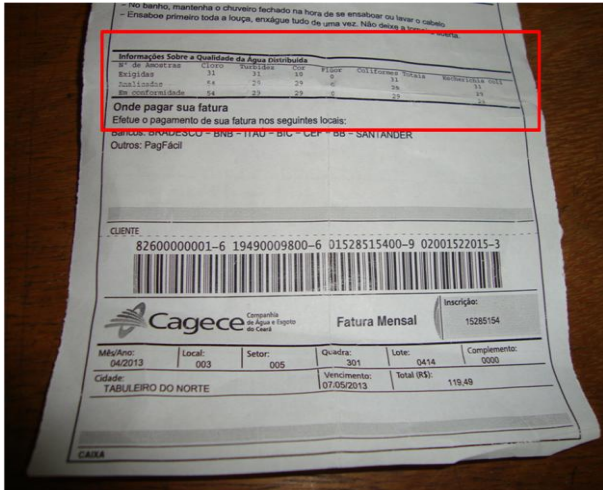 – No banho, mantenha o chuveiro fechado na hora de se ensaboar ou lavar o cabelo
– Ensaboe primeiro toda a louça, enxágue tudo de uma vez. Não deixe a torneira aberta.
Informações Sobre a Qualidade da Água Distribuída
Nº de Amostras Cloro Turbidez Cor Flúor Coliformes Totais Escherichia Coli
Exigidas 31 31 10 0 31 31
Analisadas 54 29 29 0 29
Em conformidade 54 29 0 29
Onde pagar sua fatura
Efetue o pagamento de sua fatura nos seguintes locais:
Bancos: BRADESCO – BNB – ITAU – BIC – CEF – BB – SANTANDER
Outros: PagFácil
CLIENTE
82600000001-6 19490009800-6 01528515400-9 02001522015-3
Cagece Companhia de Água e Esgoto do Ceará
Fatura Mensal
Inscrição:
15285154
Mês/Ano: Local: Setor: Quadra: Lote: Complemento:
04/2013 003 005 301 0414 0000
Cidade: Vencimento: Total (R$):
TABULEIRO DO NORTE 07/05/2013 119,49
CAIXA